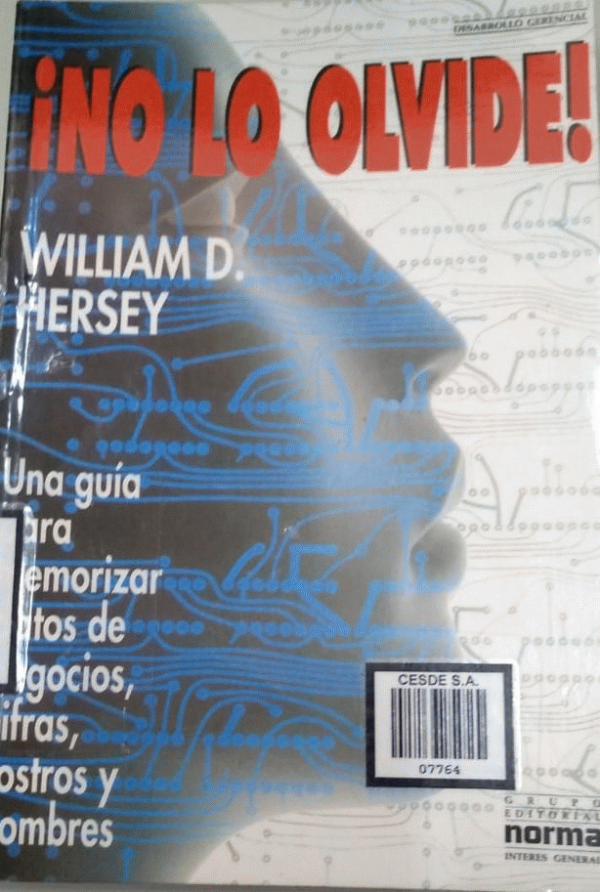 DESARROLLO GERENCIAL
¡NO LO OLVIDE!
WILLIAM D.
HERSEY
Una guía
ara
emorizar
atos de
gocios,
ifras,
ostros y
ombres
CESDE S.A.
07764
GRUPO
EDITORIAL
norma
INTERES GENERAL